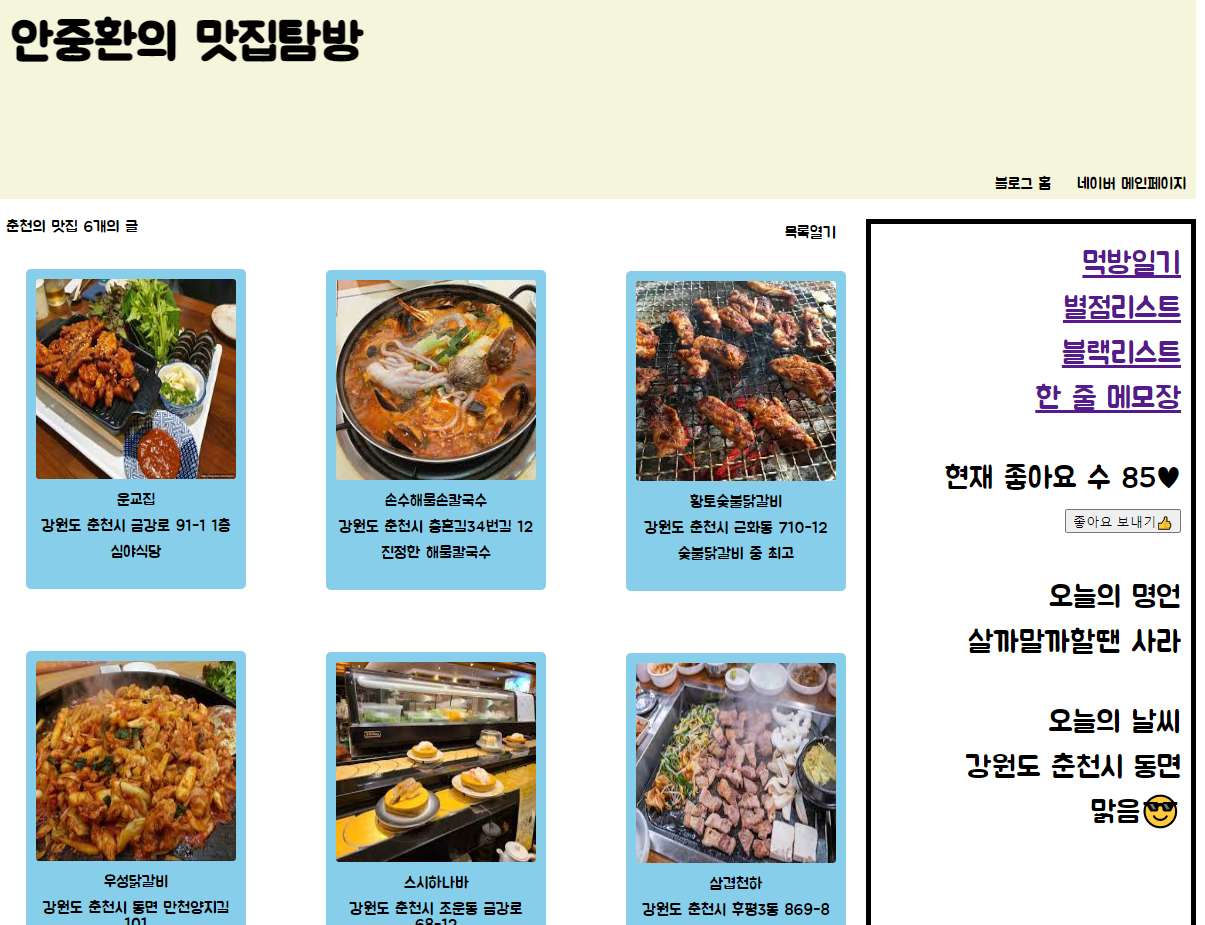 안중환의 맛집탐방
블로그 홈 네이버 메인페이지
춘천의 맛집 6개의 글
목록열기
운교집
강원도 춘천시 금강로 91-1 1층
심야식당
손수해물손칼국수
강원도 춘천시 충혼길34번길 12
진정한 해물칼국수
황토숯불닭갈비
강원도 춘천시 근화동 710-12
숯불닭갈비 중 최고
우성닭갈비
강원도 춘천시 동면 만천양지길
101
스시하나바
강원도 춘천시 조운동 금강로
68-12
삼겹천하
강원도 춘천시 후평3동 869-8
먹방일기
별점리스트
블랙리스트
한 줄 메모장
현재 좋아요 수 85♥
좋아요 보내기👍
오늘의 명언
살까말까할땐 사라
오늘의 날씨
강원도 춘천시 동면
맑음😎